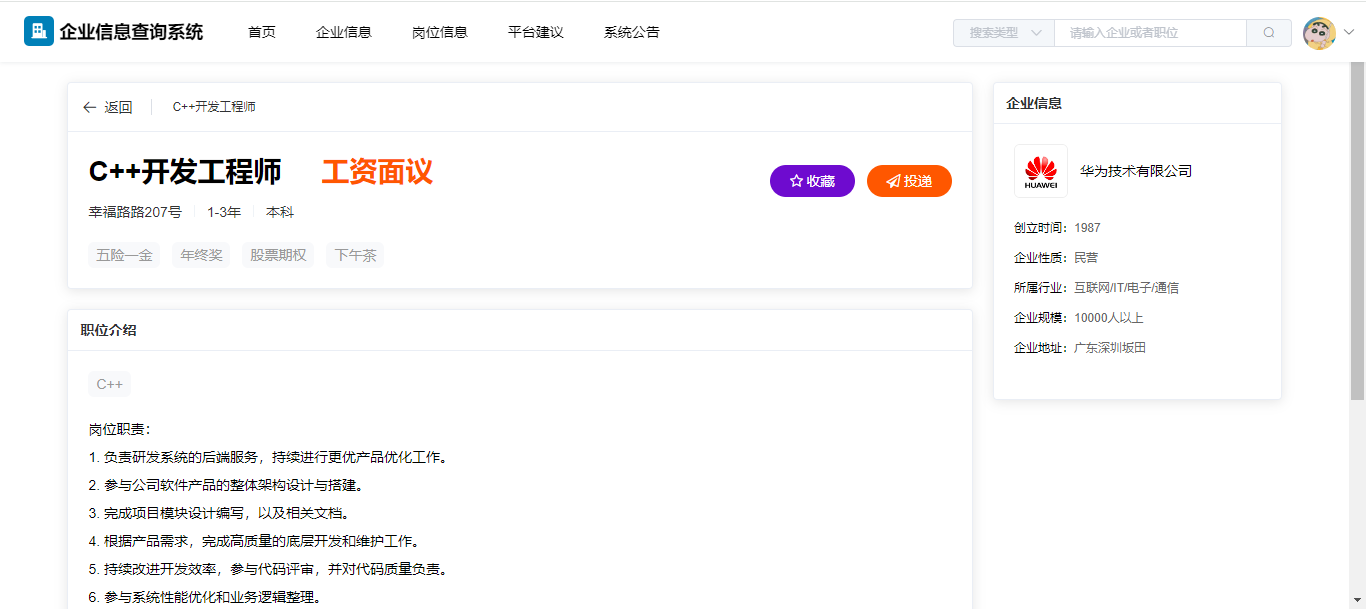 企业信息查询系统 首页 企业信息 岗位信息 平台建议 系统公告 搜索类型 请输入企业或者职位
返回 C++开发工程师
C++开发工程师 工资面议
收藏 投递
幸福路路207号 1-3年 本科
五险一金 年终奖 股票期权 下午茶
职位介绍
C++
岗位职责：
1. 负责研发系统的后端服务，持续进行更优产品优化工作。
2. 参与公司软件产品的整体架构设计与搭建。
3. 完成项目模块设计编写，以及相关文档。
4. 根据产品需求，完成高质量的底层开发和维护工作。
5. 持续改进开发效率，参与代码评审，并对代码质量负责。
6. 参与系统性能优化和业务逻辑整理。
企业信息
HUAWEI 华为技术有限公司
创立时间：1987
企业性质：民营
所属行业：互联网/IT/电子/通信
企业规模：10000人以上
企业地址：广东深圳坂田